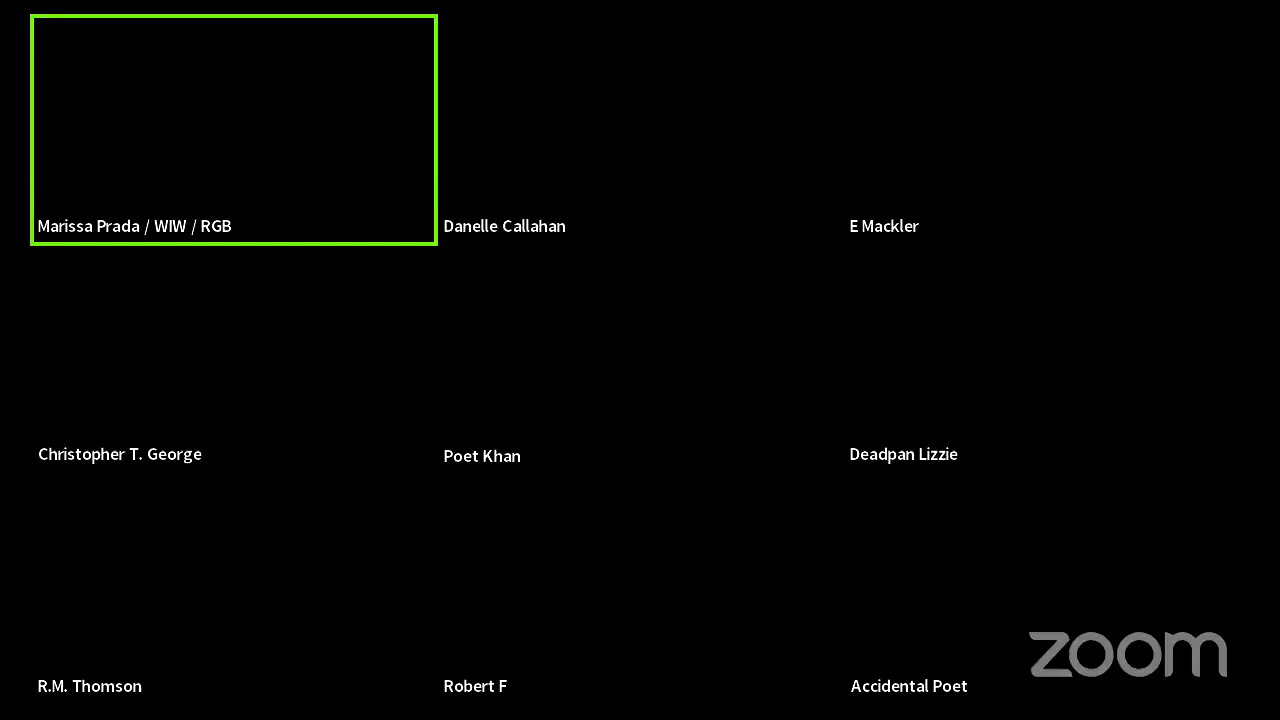 Marissa Prada / WIW / RGB
Danelle Callahan
E Mackler
Christopher T. George
Poet Khan
Deadpan Lizzie
R.M. Thomson
Robert F
Accidental Poet
zoom